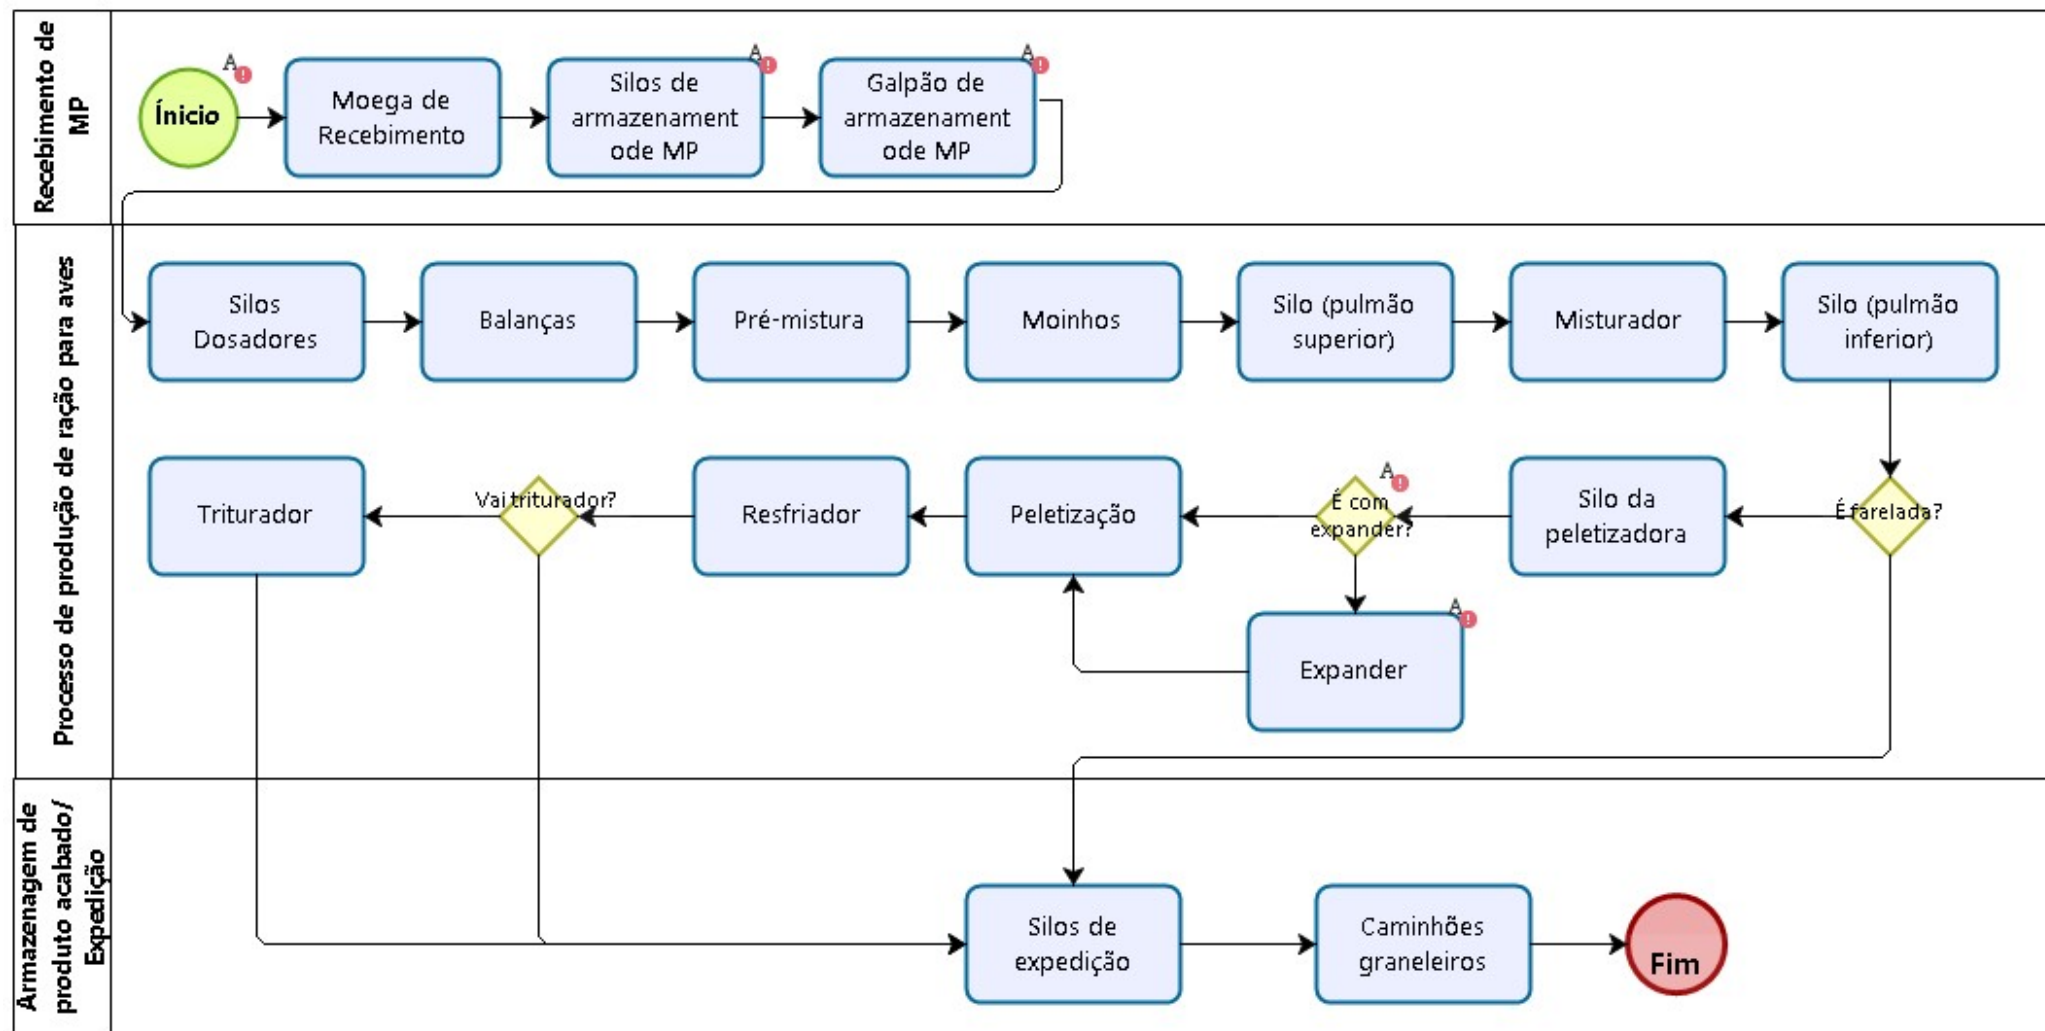 Recebimento de
MP
Ínicio
A
Moega de
Recebimento
Silos de
armazenament
ode MP
A
Galpão de
armazenament
ode MP
A
Processo de produção de ração para aves
Silos
Dosadores
Balanças
Pré-mistura
Moinhos
Silo (pulmão
superior)
Misturador
Silo (pulmão
inferior)
Triturador
Vai triturador?
Resfriador
Peletização
A
É com
expander?
Silo da
peletizadora
É farelada?
A
Expander
Armazenagem de
produto acabado/
Expedição
Silos de
expedição
Caminhões
graneleiros
Fim